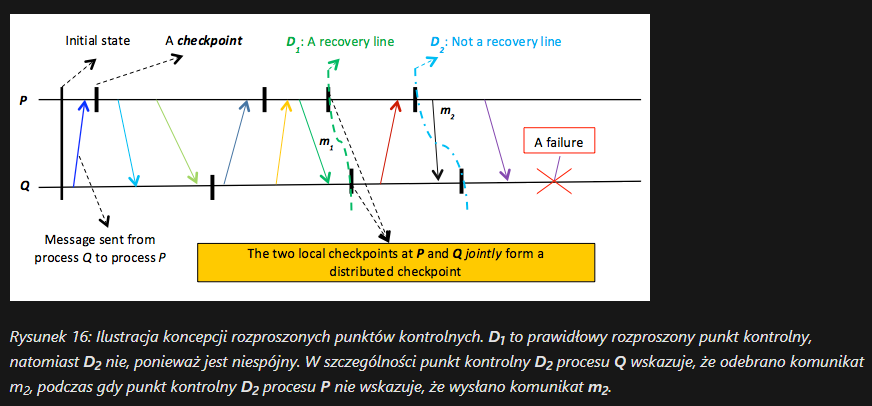 Initial state
A checkpoint
D1: A recovery line
D2: Not a recovery line
P
m2
m1
A failure
Q
Message sent from
process Q to process P
The two local checkpoints at P and Q jointly form a
distributed checkpoint
Rysunek 16: Ilustracja koncepcji rozproszonych punktów kontrolnych. D1 to prawidłowy rozproszony punkt kontrolny,
natomiast D2 nie, ponieważ jest niespójny. W szczególności punkt kontrolny D2 procesu Q wskazuje, że odebrano komunikat
m2, podczas gdy punkt kontrolny D2 procesu P nie wskazuje, że wysłano komunikat m2.